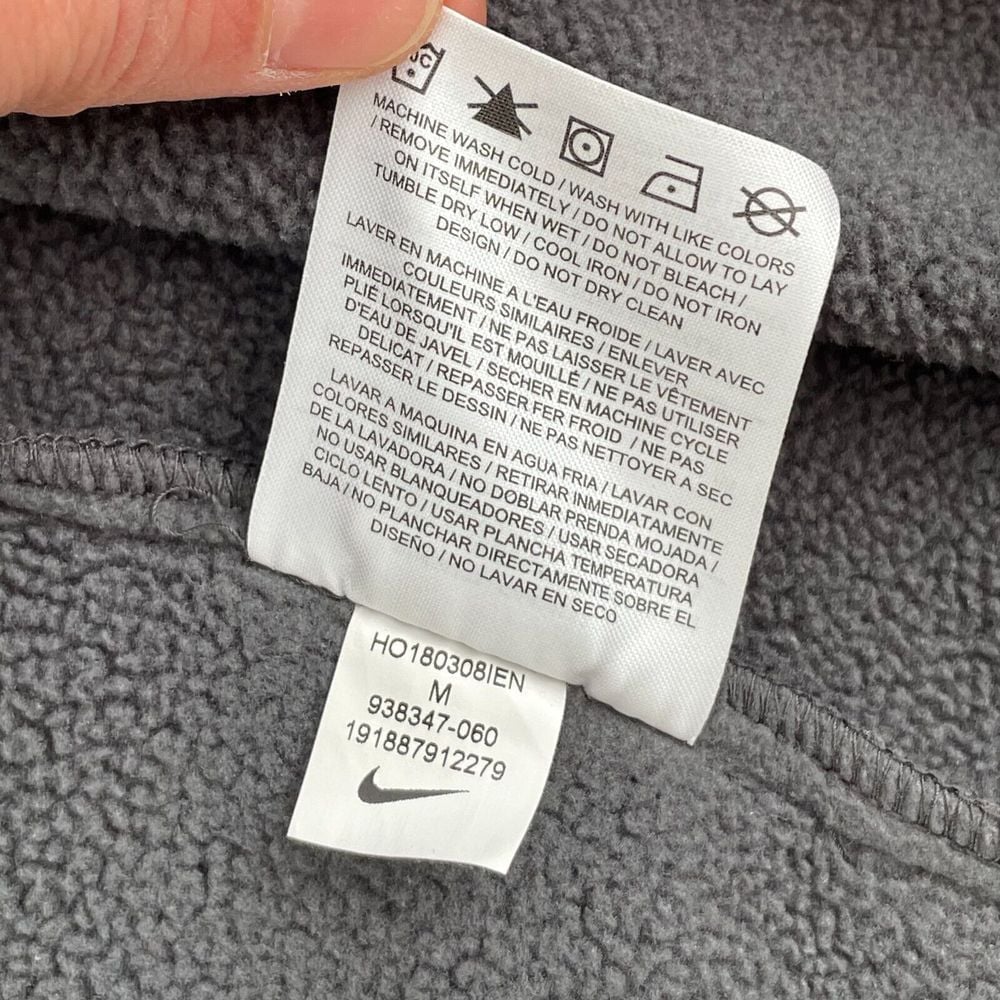 MACHINE WASH COLD / WASH WITH LIKE COLORS
/ REMOVE IMMEDIATELY / DO NOT ALLOW TO LAY
ON ITSELF WHEN WET / DO NOT BLEACH /
TUMBLE DRY LOW / COOL IRON / DO NOT IRON
DESIGN / DO NOT DRY CLEAN
LAVER EN MACHINE A L'EAU FROIDE / LAVER AVEC
COULEURS SIMILAIRES / ENLEVER
IMMEDIATEMENT / NE PAS LAISSER LE VÊTEMENT
PLIÉ LORSQU'IL EST MOUILLÉ / NE PAS UTILISER
D'EAU DE JAVEL / SECHER EN MACHINE CYCLE
DELICAT / REPASSER FER FROID / NE PAS
REPASSER LE DESSIN / NE PAS NETTOYER A SEC
LAVAR A MAQUINA EN AGUA FRIA / LAVAR CON
COLORES SIMILARES / RETIRAR INMEDIATAMENTE
DE LA LAVADORA / NO DOBLAR PRENDA MOJADA /
NO USAR BLANQUEADORES / USAR SECADORA
CICLO / LENTO / USAR PLANCHA TEMPERATURA
BAJA / NO PLANCHAR DIRECTAMENTE SOBRE EL
DISEÑO / NO LAVAR EN SECO
HO180308IEN
M
938347-060
191887912279